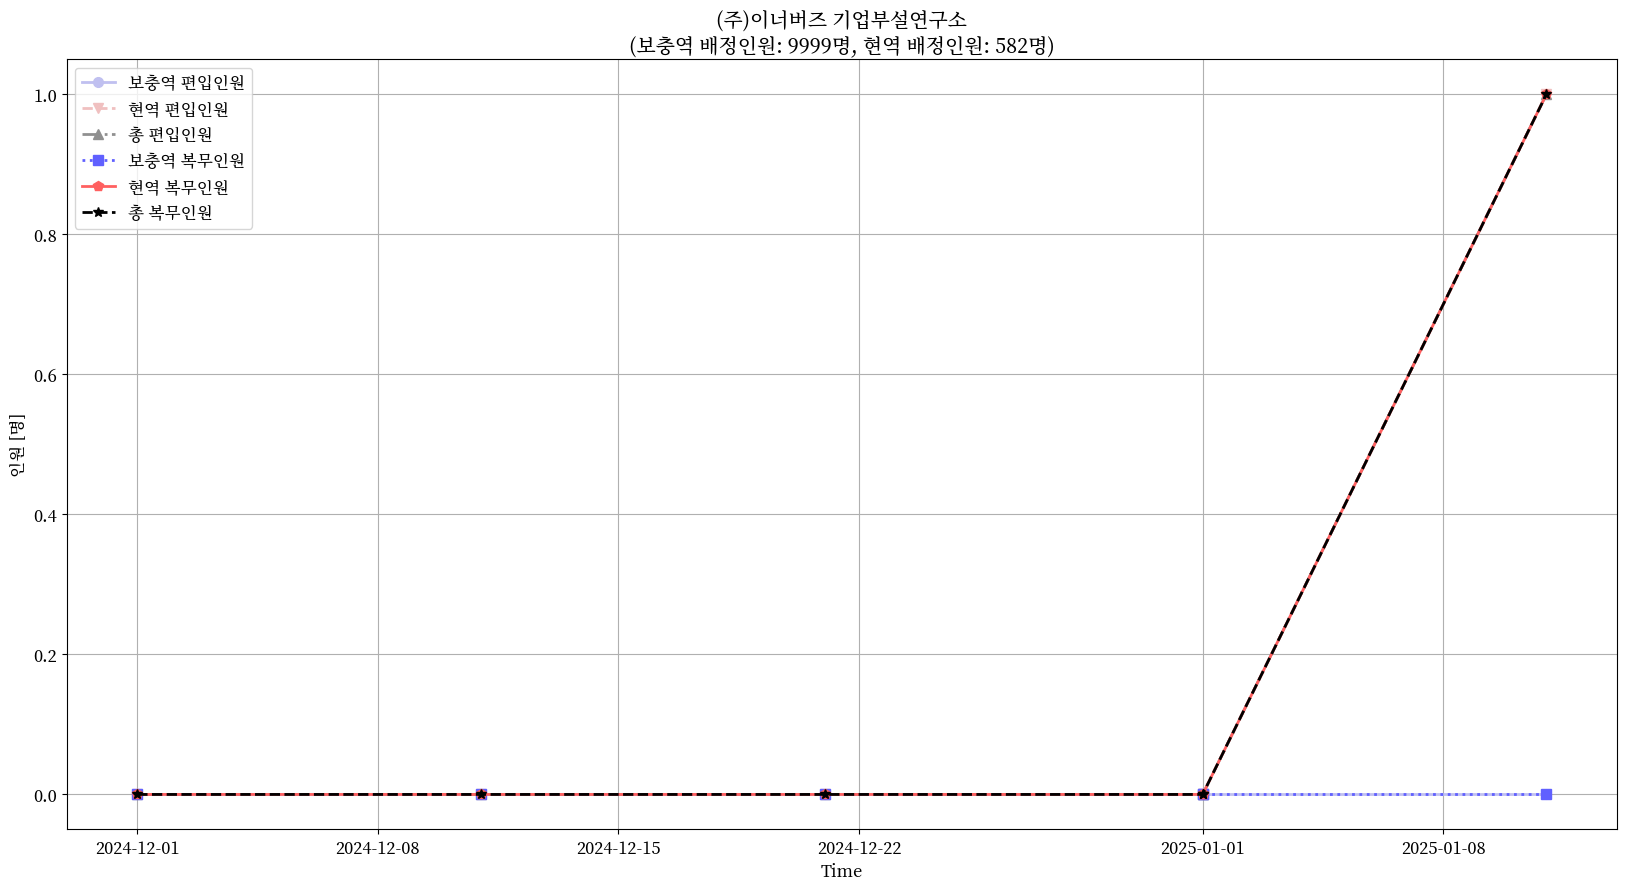 (주)이너버즈 기업부설연구소
(보충역 배정인원: 9999명, 현역 배정인원: 582명)
보충역 편입인원
현역 편입인원
총 편입인원
보충역 복무인원
현역 복무인원
총 복무인원
1.0
0.8
0.6
0.4
0.2
0.0
인원 [명]
2024-12-01
2024-12-08
2024-12-15
2024-12-22
2025-01-01
2025-01-08
Time